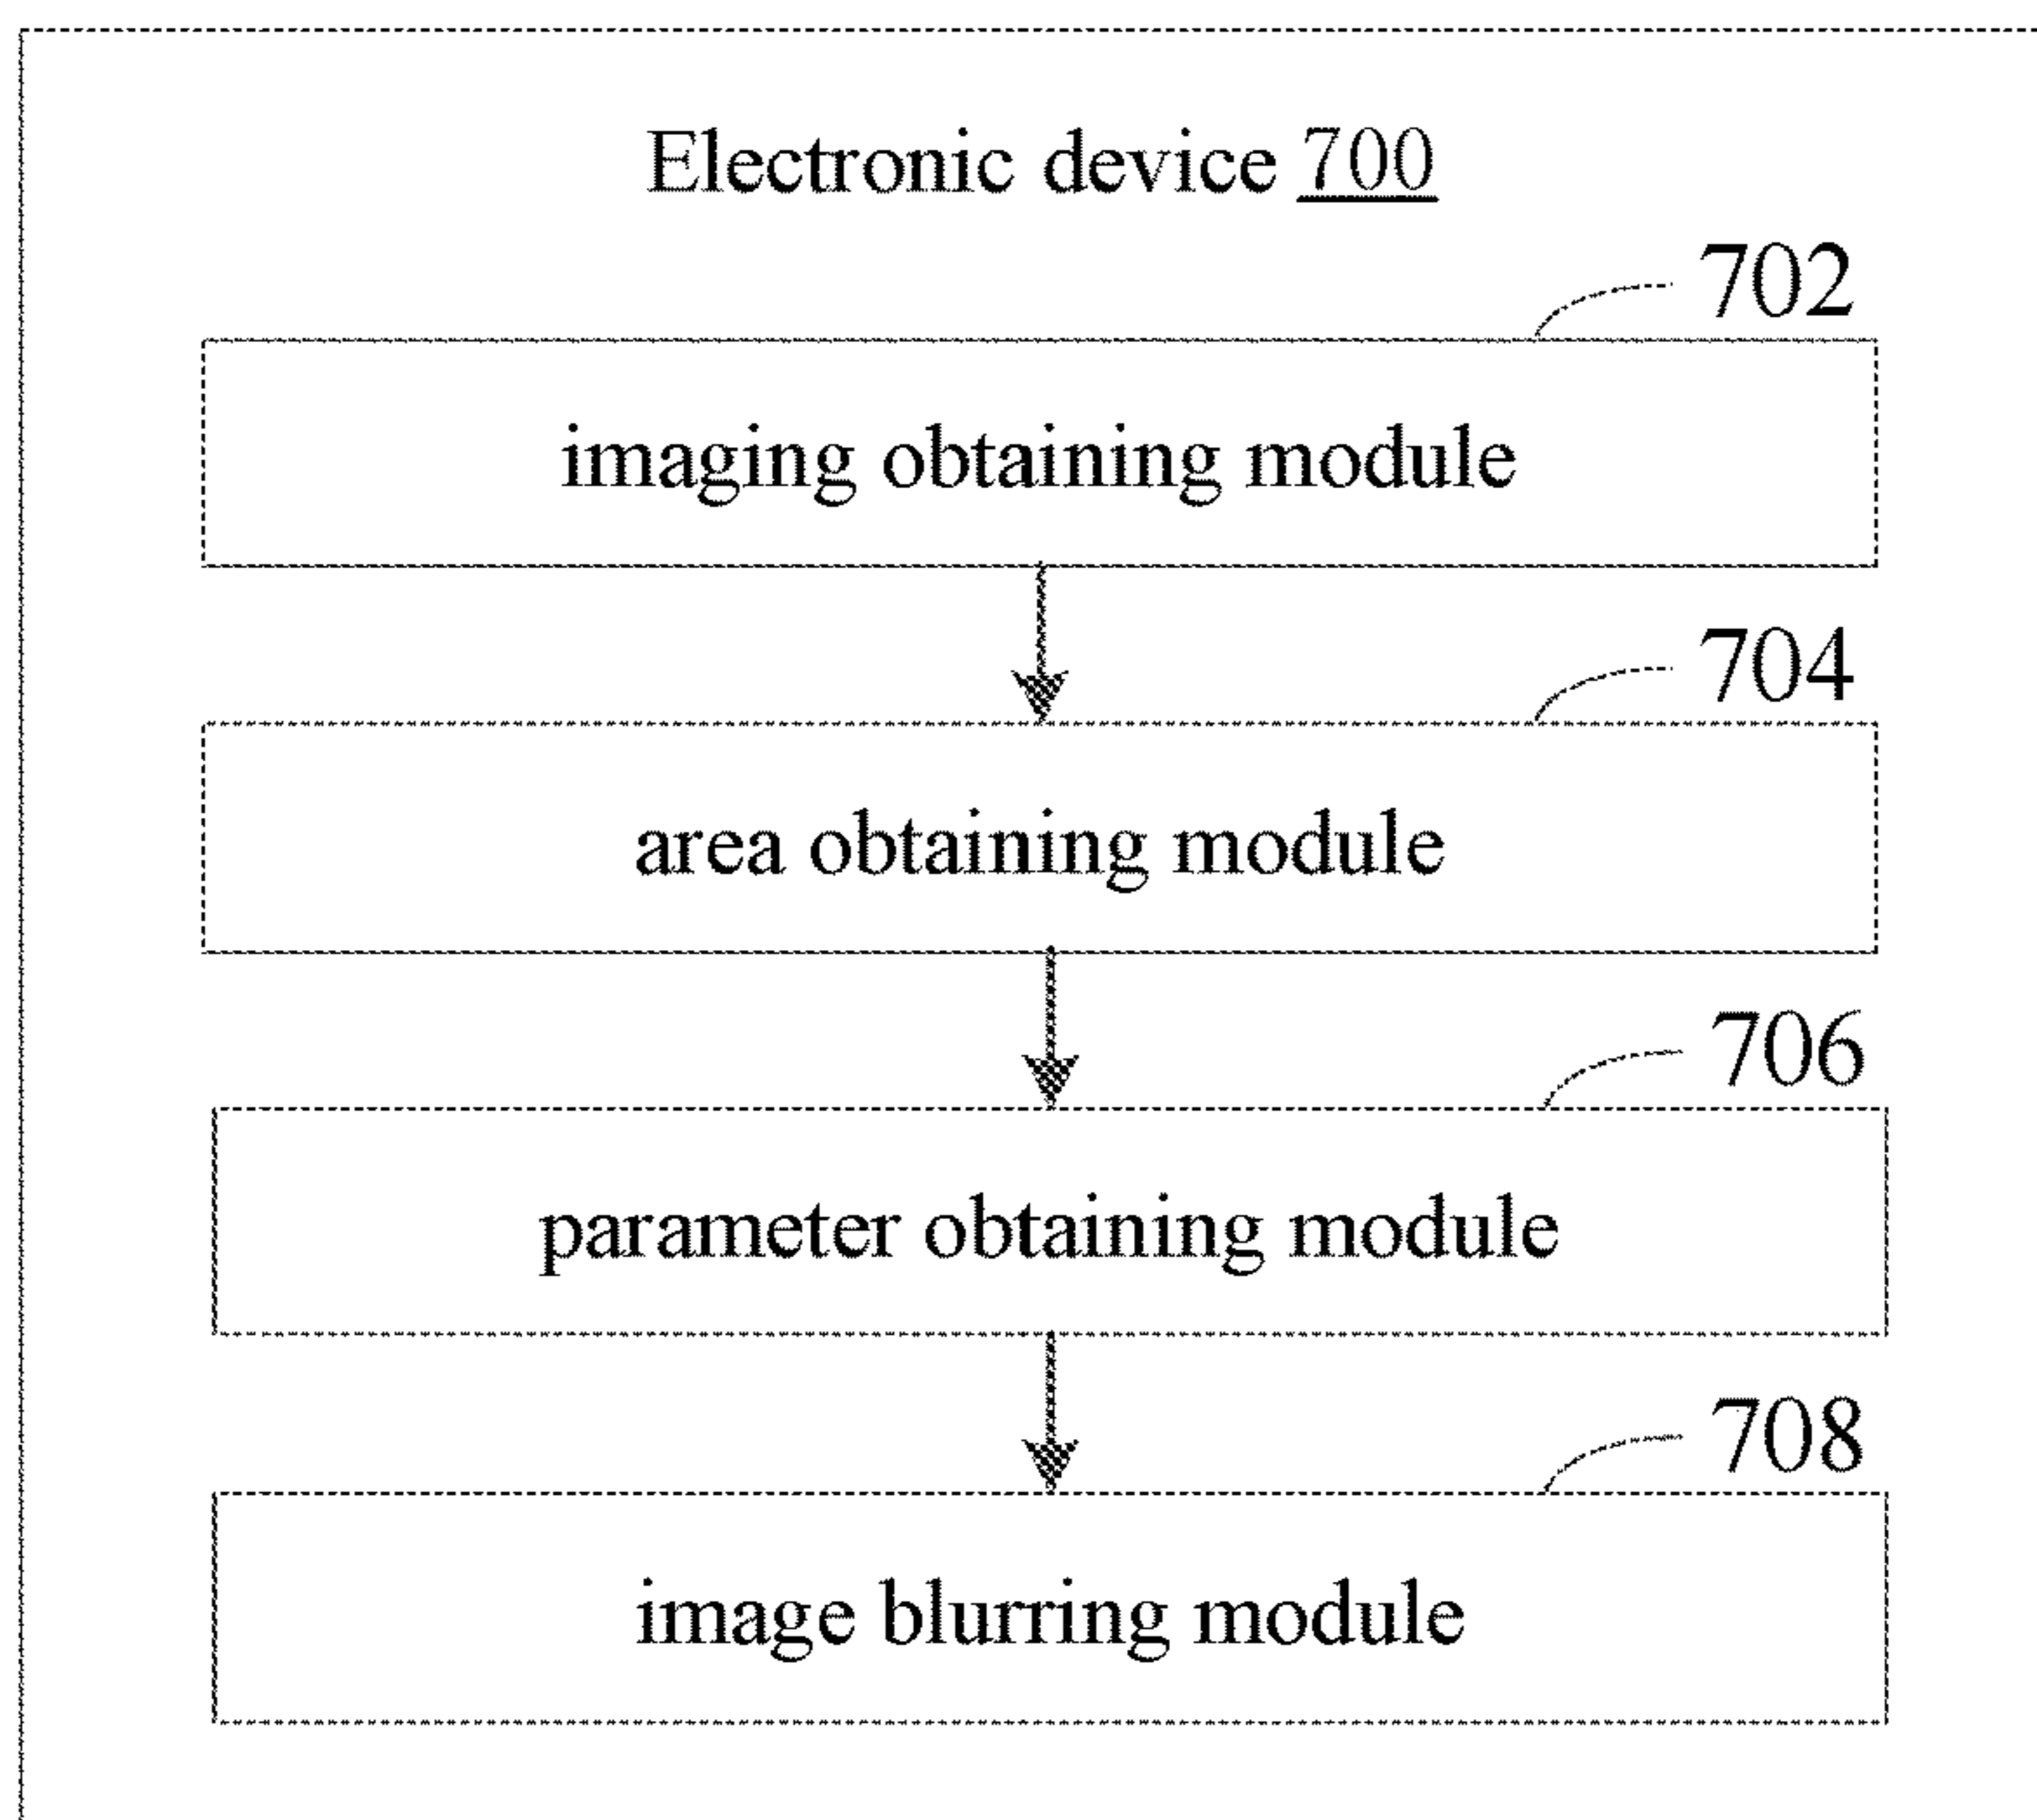 Electronic device 700
702
imaging obtaining module
704
area obtaining module
706
parameter obtaining module
708
image blurring module